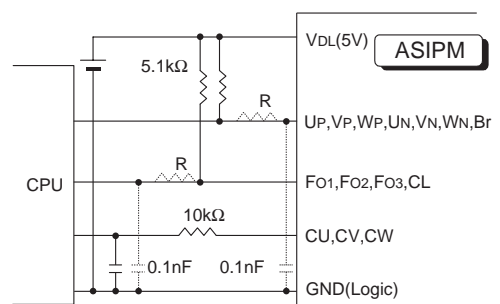 VDL(5V)
ASIPM
5.1kΩ
R
UP,VP,WP,UN,VN,WN,Br
R
CPU
FO1,FO2,FO3,CL
10kΩ
CU,CV,CW
0.1nF
0.1nF
GND(Logic)